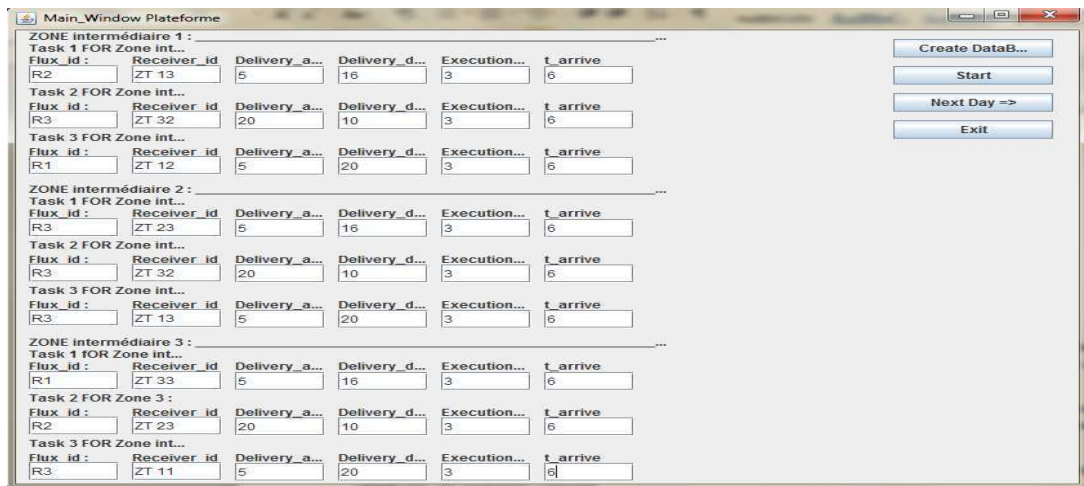 Main_Window Plateforme
ZONE intermédiaire 1 : ...
Task 1 FOR Zone int...
Flux_id : Receiver_id Delivery_a... Delivery_d... Execution... t_arrive
R2 ZT 13 5 16 3 6
Task 2 FOR Zone int...
Flux_id : Receiver_id Delivery_a... Delivery_d... Execution... t_arrive
R3 ZT 32 20 10 3 6
Task 3 FOR Zone int...
Flux_id : Receiver_id Delivery_a... Delivery_d... Execution... t_arrive
R1 ZT 12 5 20 3 6
ZONE intermédiaire 2 : ...
Task 1 FOR Zone int...
Flux_id : Receiver_id Delivery_a... Delivery_d... Execution... t_arrive
R3 ZT 23 5 16 3 6
Task 2 FOR Zone int...
Flux_id : Receiver_id Delivery_a... Delivery_d... Execution... t_arrive
R3 ZT 32 20 10 3 6
Task 3 FOR Zone int...
Flux_id : Receiver_id Delivery_a... Delivery_d... Execution... t_arrive
R3 ZT 13 5 20 3 6
ZONE intermédiaire 3 : ...
Task 1 fOR Zone int...
Flux_id : Receiver_id Delivery_a... Delivery_d... Execution... t_arrive
R1 ZT 33 5 16 3 6
Task 2 FOR Zone 3 :
Flux_id : Receiver_id Delivery_a... Delivery_d... Execution... t_arrive
R2 ZT 23 20 10 3 6
Task 3 FOR Zone int...
Flux_id : Receiver_id Delivery_a... Delivery_d... Execution... t_arrive
R3 ZT 11 5 20 3 6
Create DataB...
Start
Next Day =>
Exit